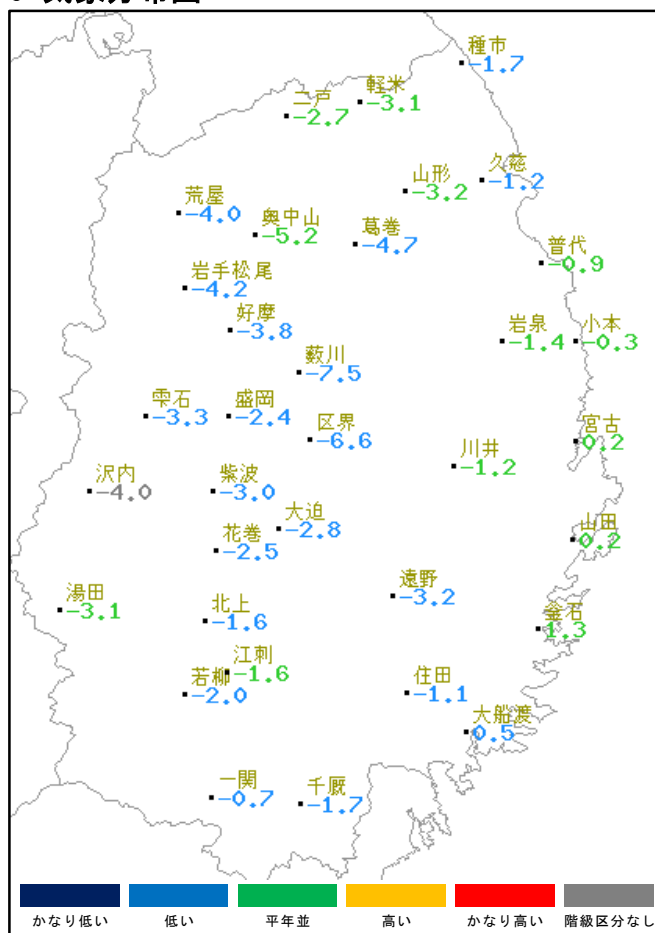 種市
-1.7
軽米
-3.1
二戸
-2.7
久慈
-1.2
山形
-3.2
荒屋
-4.0
奥中山
-5.2
葛巻
-4.7
普代
-0.9
岩手松尾
-4.2
好摩
-3.8
岩泉
-1.4
小本
-0.3
薮川
-7.5
雫石
-3.3
盛岡
-2.4
区界
-6.6
宮古
0.2
川井
-1.2
沢内
-4.0
紫波
-3.0
大迫
-2.8
山田
0.2
花巻
-2.5
湯田
-3.1
遠野
-3.2
北上
-1.6
釜石
1.3
江刺
-1.6
若柳
-2.0
住田
-1.1
大船渡
0.5
一関
-0.7
千厩
-1.7
かなり低い 低い 平年並 高い かなり高い 階級区分なし